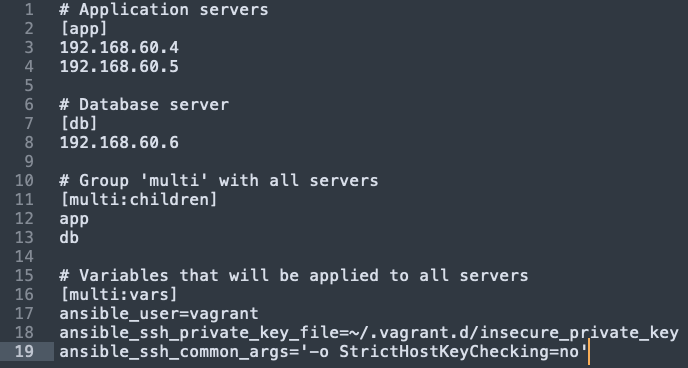 1 # Application servers
2 [app]
3 192.168.60.4
4 192.168.60.5
5
6 # Database server
7 [db]
8 192.168.60.6
9
10 # Group 'multi' with all servers
11 [multi:children]
12 app
13 db
14
15 # Variables that will be applied to all servers
16 [multi:vars]
17 ansible_user=vagrant
18 ansible_ssh_private_key_file=~/.vagrant.d/insecure_private_key
19 ansible_ssh_common_args='-o StrictHostKeyChecking=no'